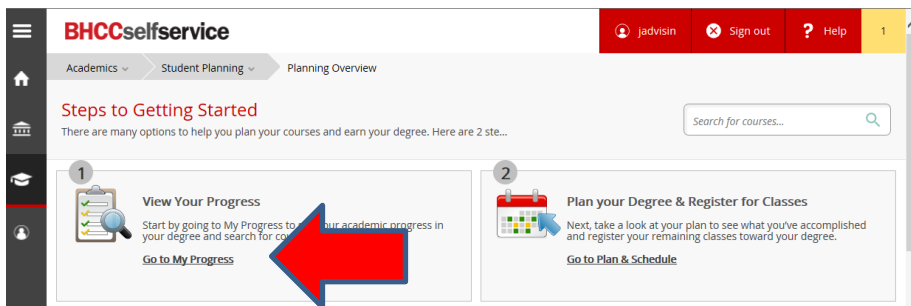 BHCCselfservice
jadvisin
Sign out
? Help
1
Academics
Student Planning
Planning Overview
Steps to Getting Started
There are many options to help you plan your courses and earn your degree. Here are 2 ste...
Search for courses...
1
View Your Progress
Start by going to My Progress to your academic progress in
your degree and search for
Go to My Progress
2
Plan your Degree & Register for Classes
Next, take a look at your plan to see what you've accomplished
and register your remaining classes toward your degree.
Go to Plan & Schedule